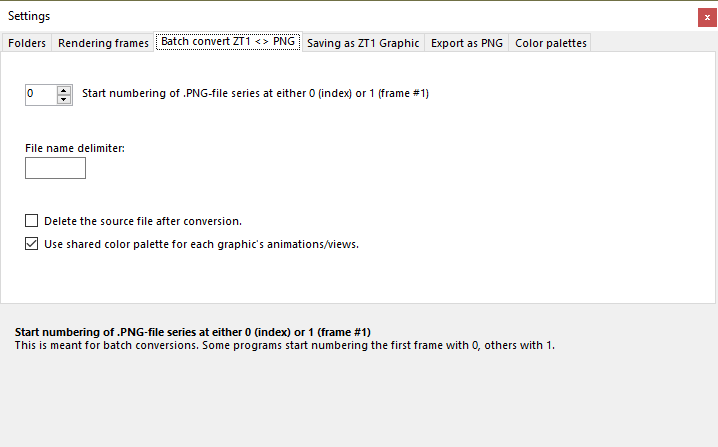 Settings
x
Folders Rendering frames Batch convert ZT1 <> PNG Saving as ZT1 Graphic Export as PNG Color palettes
0 Start numbering of .PNG-file series at either 0 (index) or 1 (frame #1)
File name delimiter:
Delete the source file after conversion.
Use shared color palette for each graphic's animations/views.
Start numbering of .PNG-file series at either 0 (index) or 1 (frame #1)
This is meant for batch conversions. Some programs start numbering the first frame with 0, others with 1.